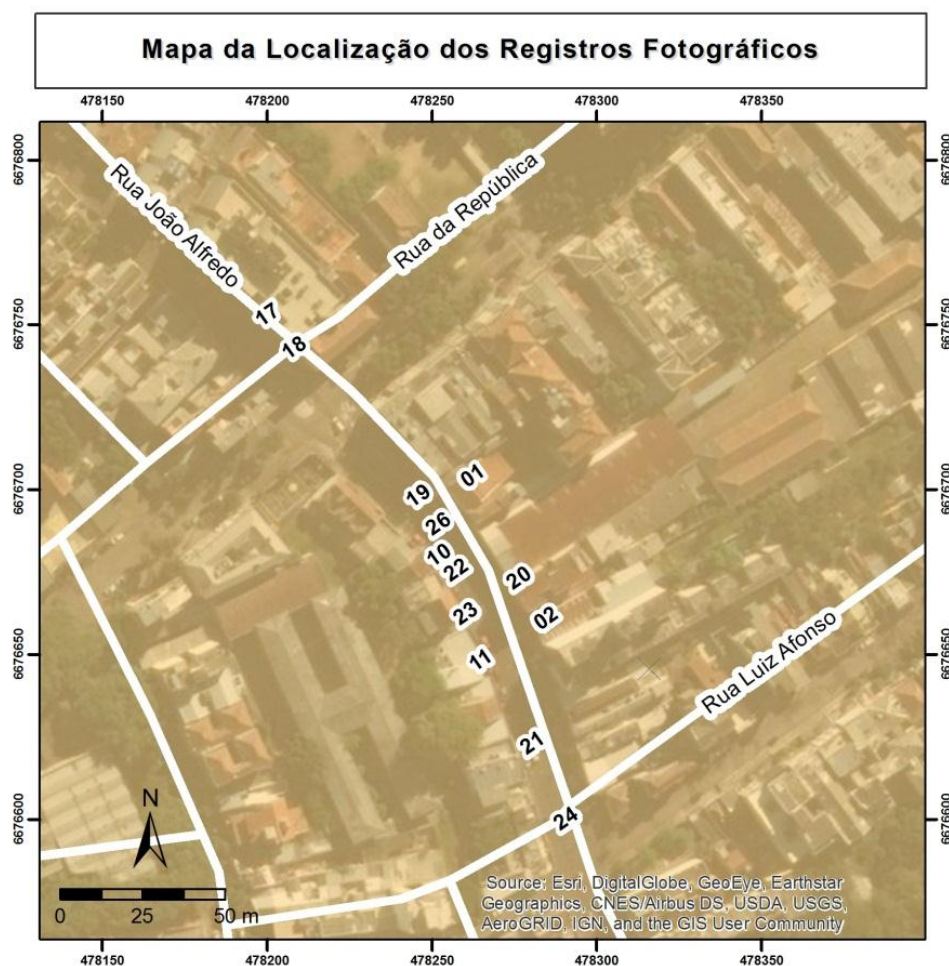 Mapa da Localização dos Registros Fotográficos
478150 478200 478250 478300 478350
6676800 6676800
Rua João Alfredo
Rua da República
17
6676750 6676750
18
6676700 6676700
01
19
26
10
22
20
23
02
6676650 6676650
11
Rua Luiz Afonso
21
6676600 6676600
24
N
0 25 50 m
Source: Esri, DigitalGlobe, GeoEye, Earthstar
Geographics, CNES/Airbus DS, USDA, USGS,
AeroGRID, IGN, and the GIS User Community
478150 478200 478250 478300 478350